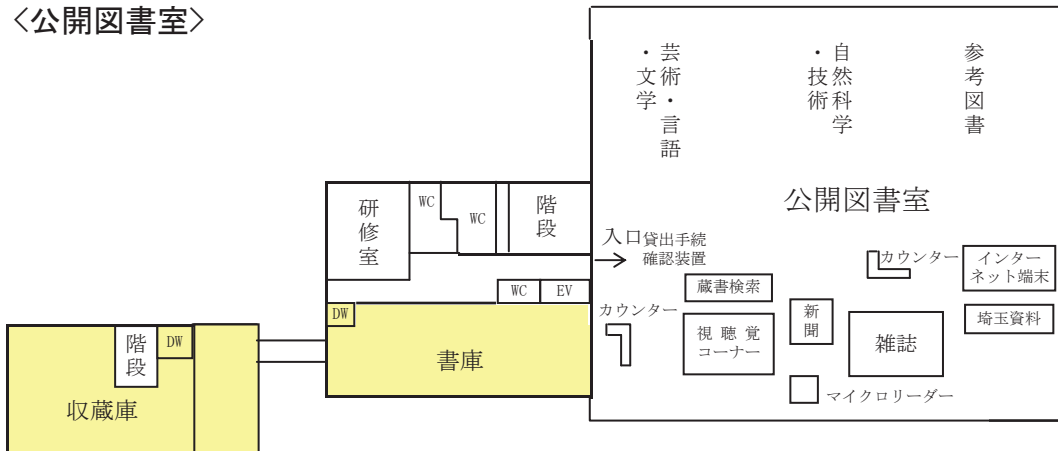 〈公開図書室〉
芸術・言語
・文学
自然科学
・技術
参考図書
公開図書室
研修室
WC
WC
階段
入口
貸出手続
確認装置
カウンター
インター
ネット端末
WC
EV
蔵書検索
DW
カウンター
新聞
埼玉資料
視聴覚
コーナー
雑誌
階段
DW
書庫
収蔵庫
マイクロリーダー